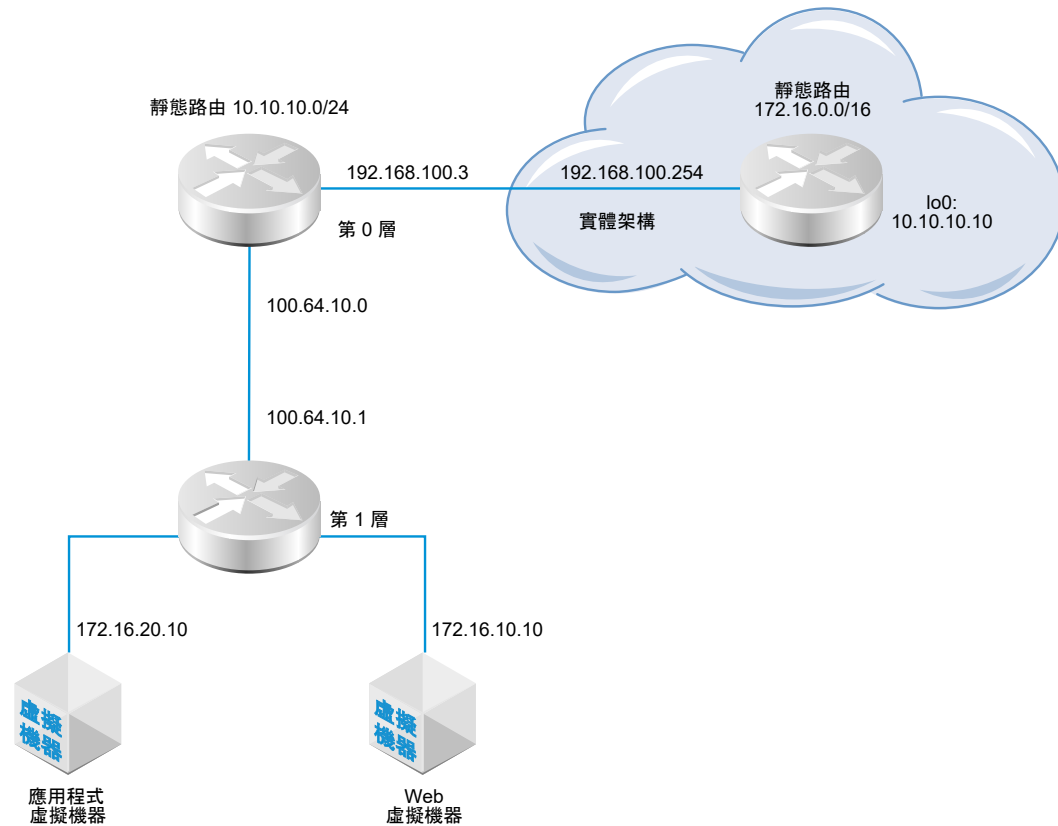 靜態路由 10.10.10.0/24
靜態路由
172.16.0.0/16
192.168.100.3
192.168.100.254
lo0:
10.10.10.10
第 0 層
實體架構
100.64.10.0
100.64.10.1
第 1 層
172.16.20.10
172.16.10.10
虛擬
機器
虛擬
機器
應用程式
虛擬機器
Web
虛擬機器